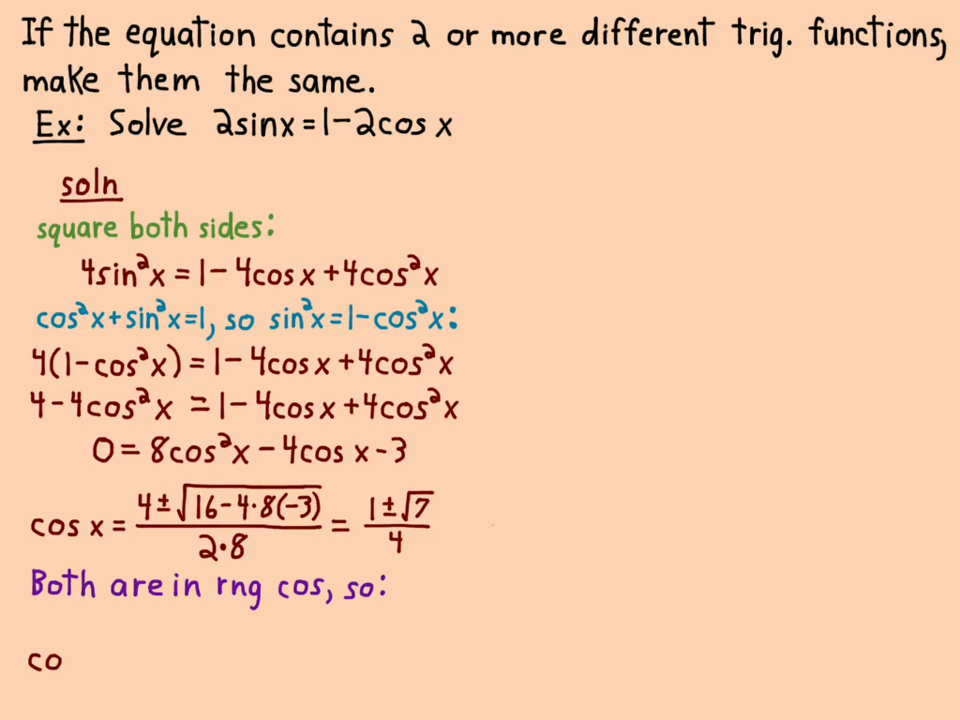 If the equation contains 2 or more different trig. functions,
make them the same.
Ex: Solve 2sinx=1-2cos x
soln
square both sides:
4sin²x=1-4cosx+4cos²x
cos²x+sin²x=1, so sin²x=1-cos²x:
4(1-cos²x)=1-4cosx+4cos²x
4-4cos²x=1-4cosx+4cos²x
0=8cos²x-4cos x-3
cos x = 4±√16-4·8(-3) / 2·8 = 1±√7 / 4
Both are in rng cos, so:
co